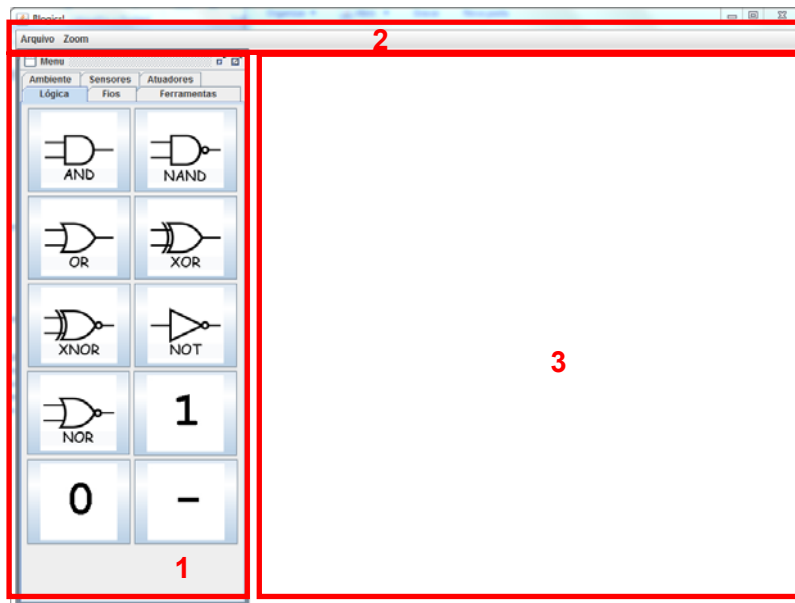 Blogics!
Arquivo Zoom
2
Menu
Ambiente Sensores Atuadores
Lógica Fios Ferramentas
AND NAND
OR XOR
XNOR NOT
NOR 1
0 -
1
3